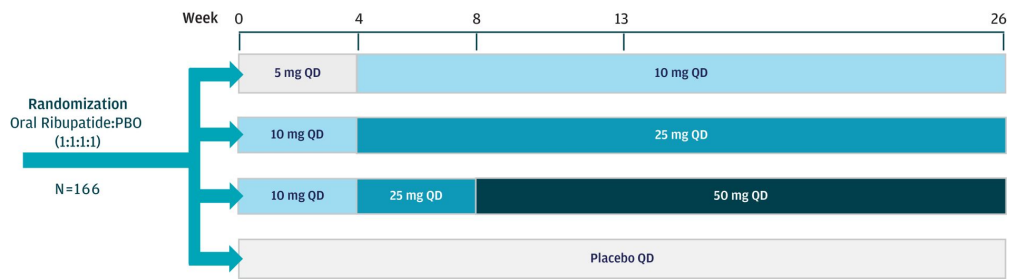 Week 0 4 8 13 26
5 mg QD 10 mg QD
Randomization
Oral Ribupatide:PBO
(1:1:1:1)
N=166
10 mg QD 25 mg QD
10 mg QD 25 mg QD 50 mg QD
Placebo QD